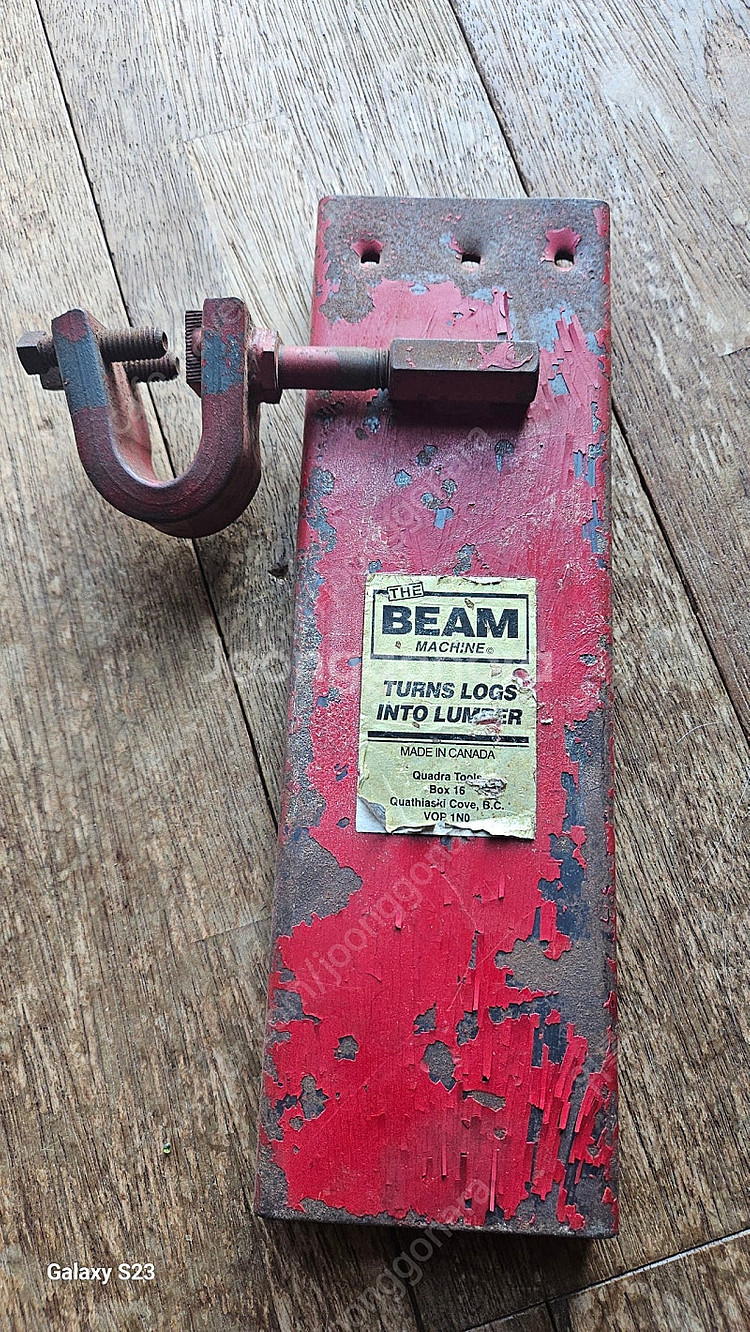 THE
BEAM
MACHINE©
TURNS LOGS
INTO LUMBER
MADE IN CANADA
Quadra Tools
Box 16
Quathiaski Cove, B.C.
VOP 1N0
Galaxy S23